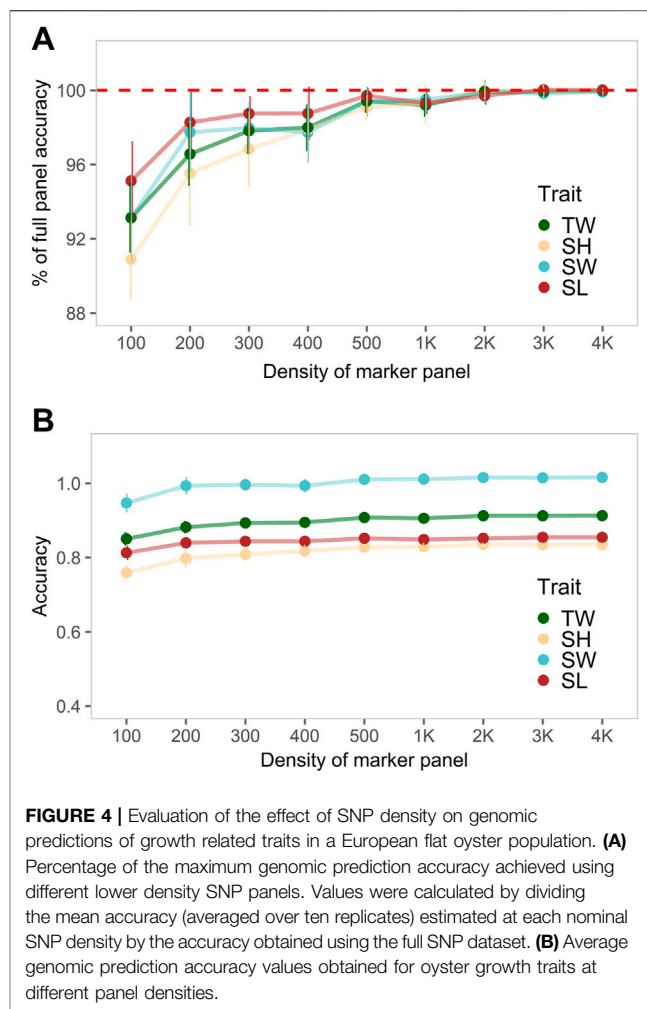 A
% of full panel accuracy
100
96
92
88
Trait
TW
SH
SW
SL
100 200 300 400 500 1K 2K 3K 4K
Density of marker panel
B
Accuracy
1.0
0.8
0.6
0.4
Trait
TW
SH
SW
SL
100 200 300 400 500 1K 2K 3K 4K
Density of marker panel
FIGURE 4 | Evaluation of the effect of SNP density on genomic
predictions of growth related traits in a European flat oyster population. (A)
Percentage of the maximum genomic prediction accuracy achieved using
different lower density SNP panels. Values were calculated by dividing
the mean accuracy (averaged over ten replicates) estimated at each nominal
SNP density by the accuracy obtained using the full SNP dataset. (B) Average
genomic prediction accuracy values obtained for oyster growth traits at
different panel densities.